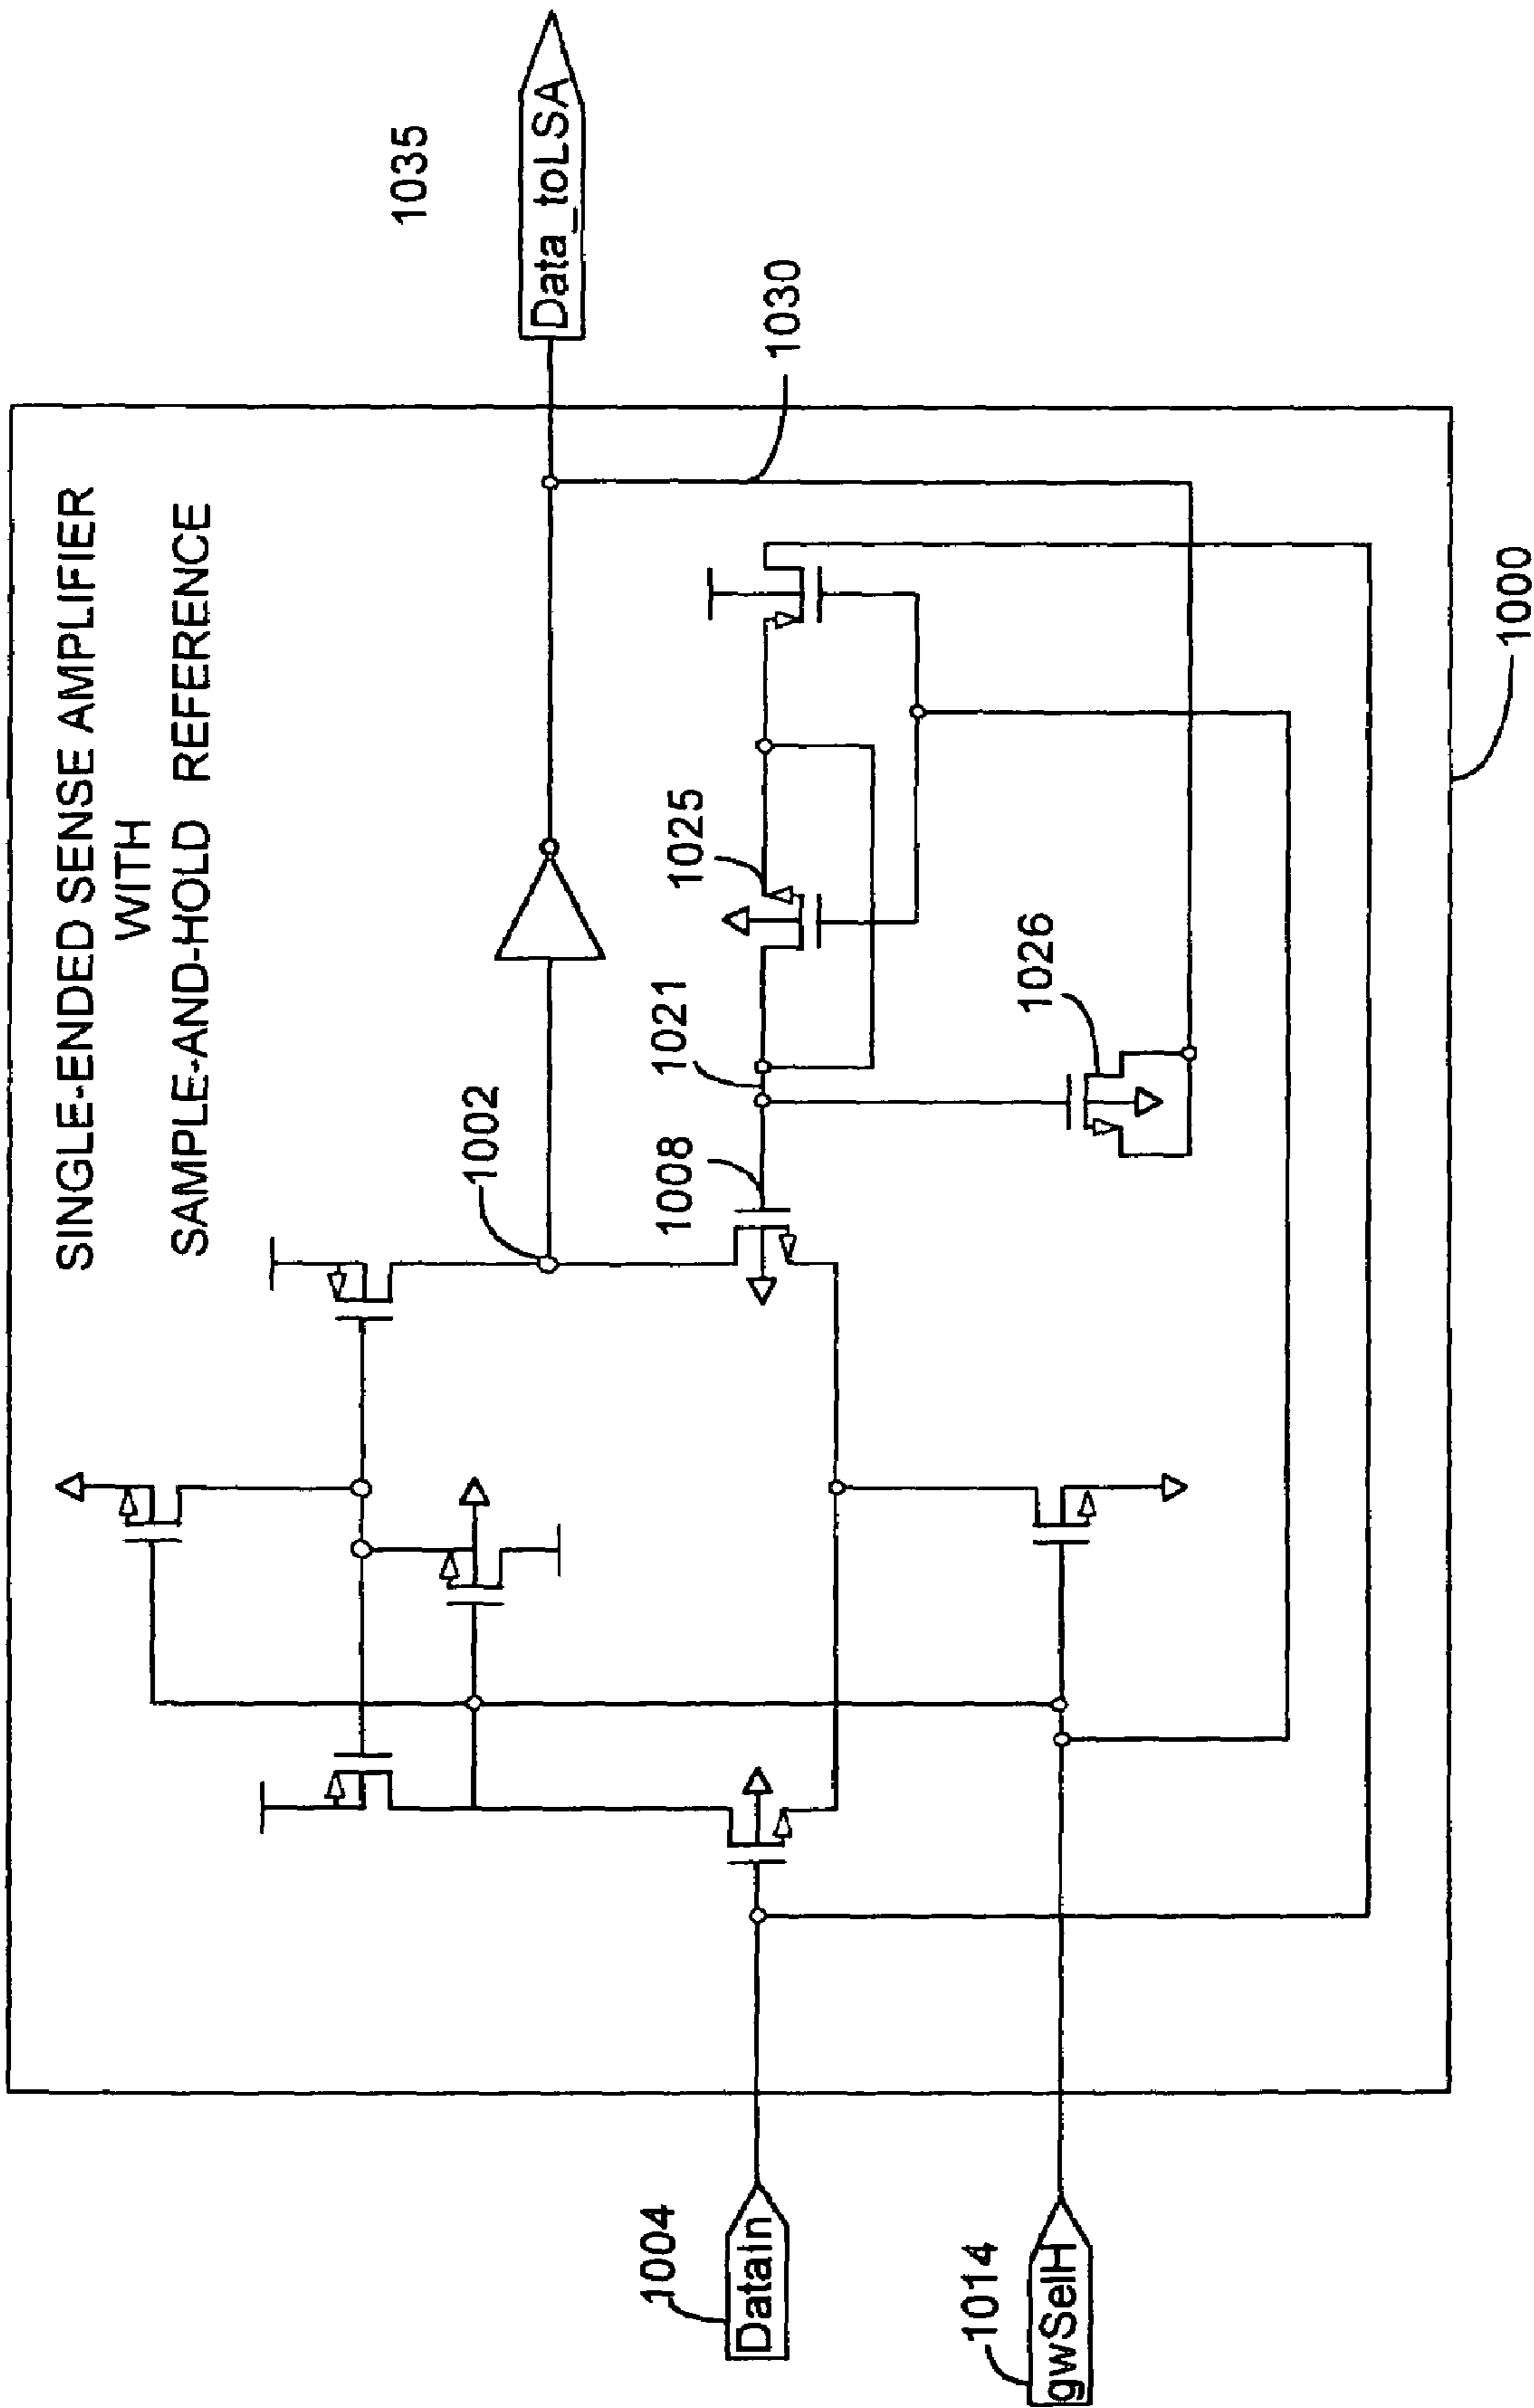 SINGLE-ENDED SENSE AMPLIFIER
WITH
SAMPLE-AND-HOLD REFERENCE
1035
Data_toLSA
1002
1030
1025
1021
1008
1026
1004
DataIn
1014
gwSelH
1000